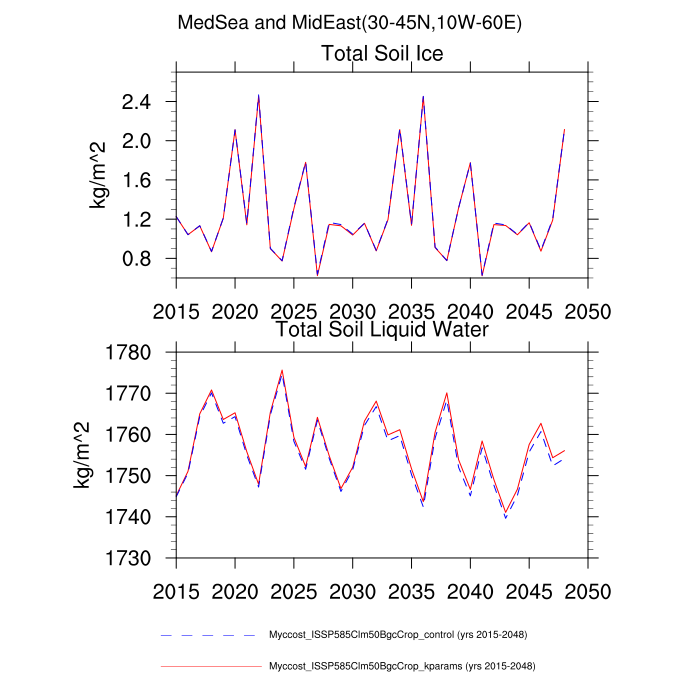 MedSea and MidEast(30-45N,10W-60E)
Total Soil Ice
kg/m^2
2.4
2.0
1.6
1.2
0.8
2015 2020 2025 2030 2035 2040 2045 2050
Total Soil Liquid Water
kg/m^2
1780
1770
1760
1750
1740
1730
2015 2020 2025 2030 2035 2040 2045 2050
Myccost_ISSP585Clm50BgcCrop_control (yrs 2015-2048)
Myccost_ISSP585Clm50BgcCrop_kparams (yrs 2015-2048)